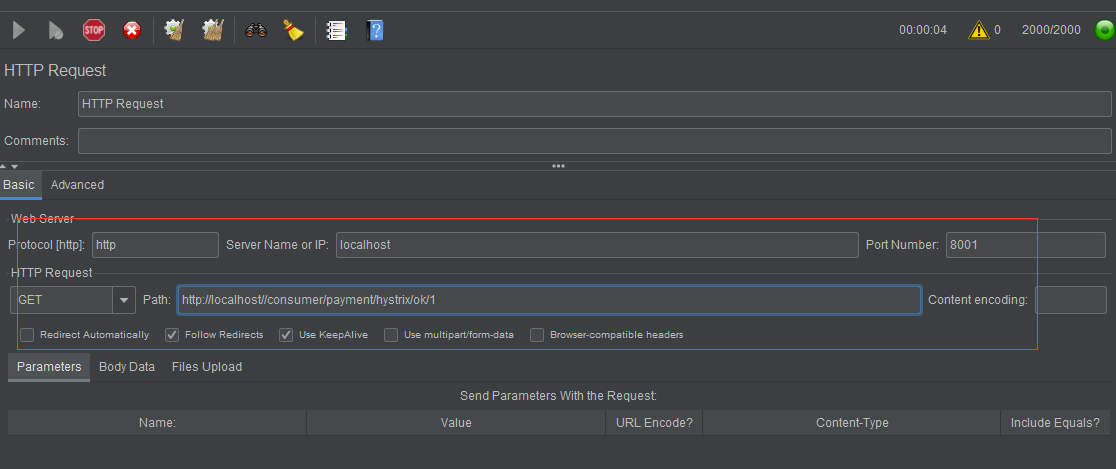 STOP
?
00:00:04
0
2000/2000
HTTP Request
Name:
HTTP Request
Comments:
Basic
Advanced
Web Server
Protocol [http]:
http
Server Name or IP:
localhost
Port Number:
8001
HTTP Request
GET
Path:
http://localhost//consumer/payment/hystrix/ok/1
Content encoding:
Redirect Automatically
Follow Redirects
Use KeepAlive
Use multipart/form-data
Browser-compatible headers
Parameters
Body Data
Files Upload
Send Parameters With the Request:
Name:
Value
URL Encode?
Content-Type
Include Equals?